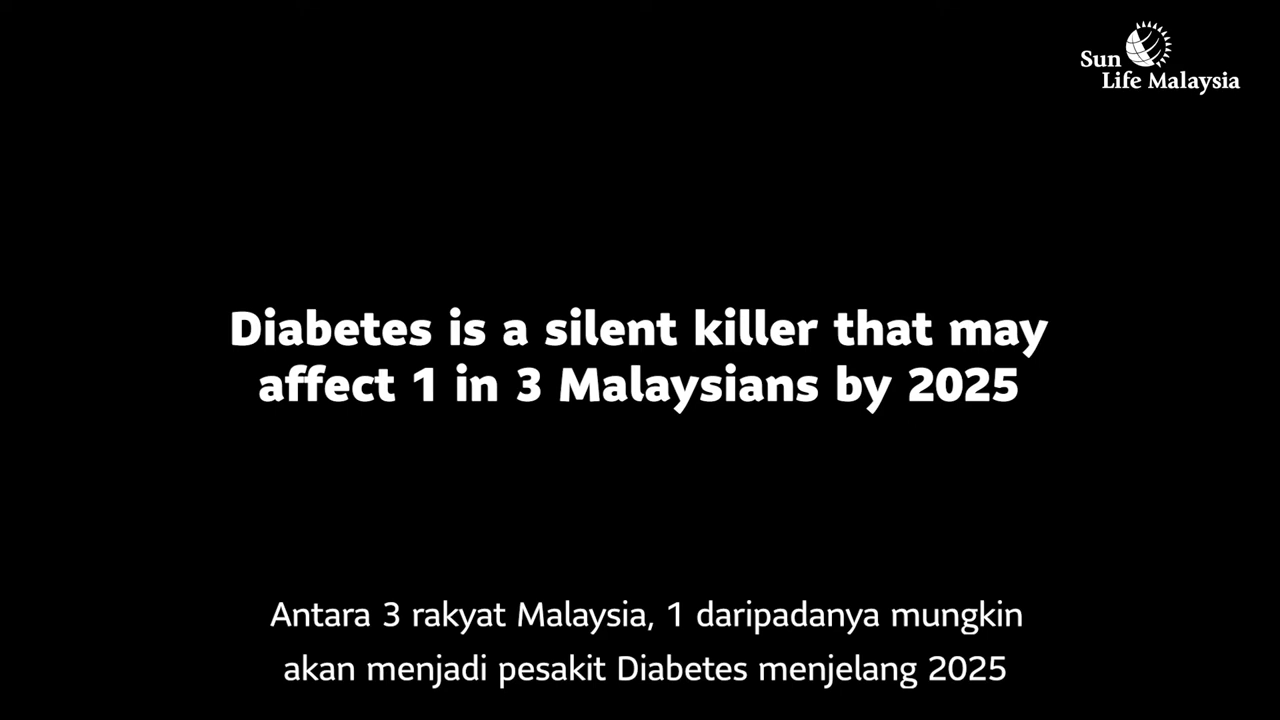 Sun
Life Malaysia
Diabetes is a silent killer that may
affect 1 in 3 Malaysians by 2025
Antara 3 rakyat Malaysia, 1 daripadanya mungkin
akan menjadi pesakit Diabetes menjelang 2025